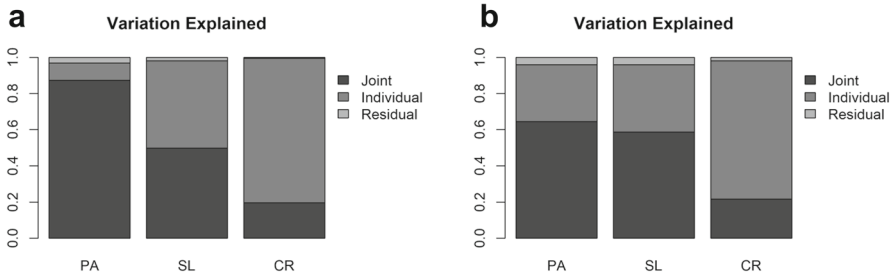 a
Variation Explained
1.0
0.8
0.6
0.4
0.2
0.0
PA SL CR
Joint
Individual
Residual
b
Variation Explained
1.0
0.8
0.6
0.4
0.2
0.0
PA SL CR
Joint
Individual
Residual